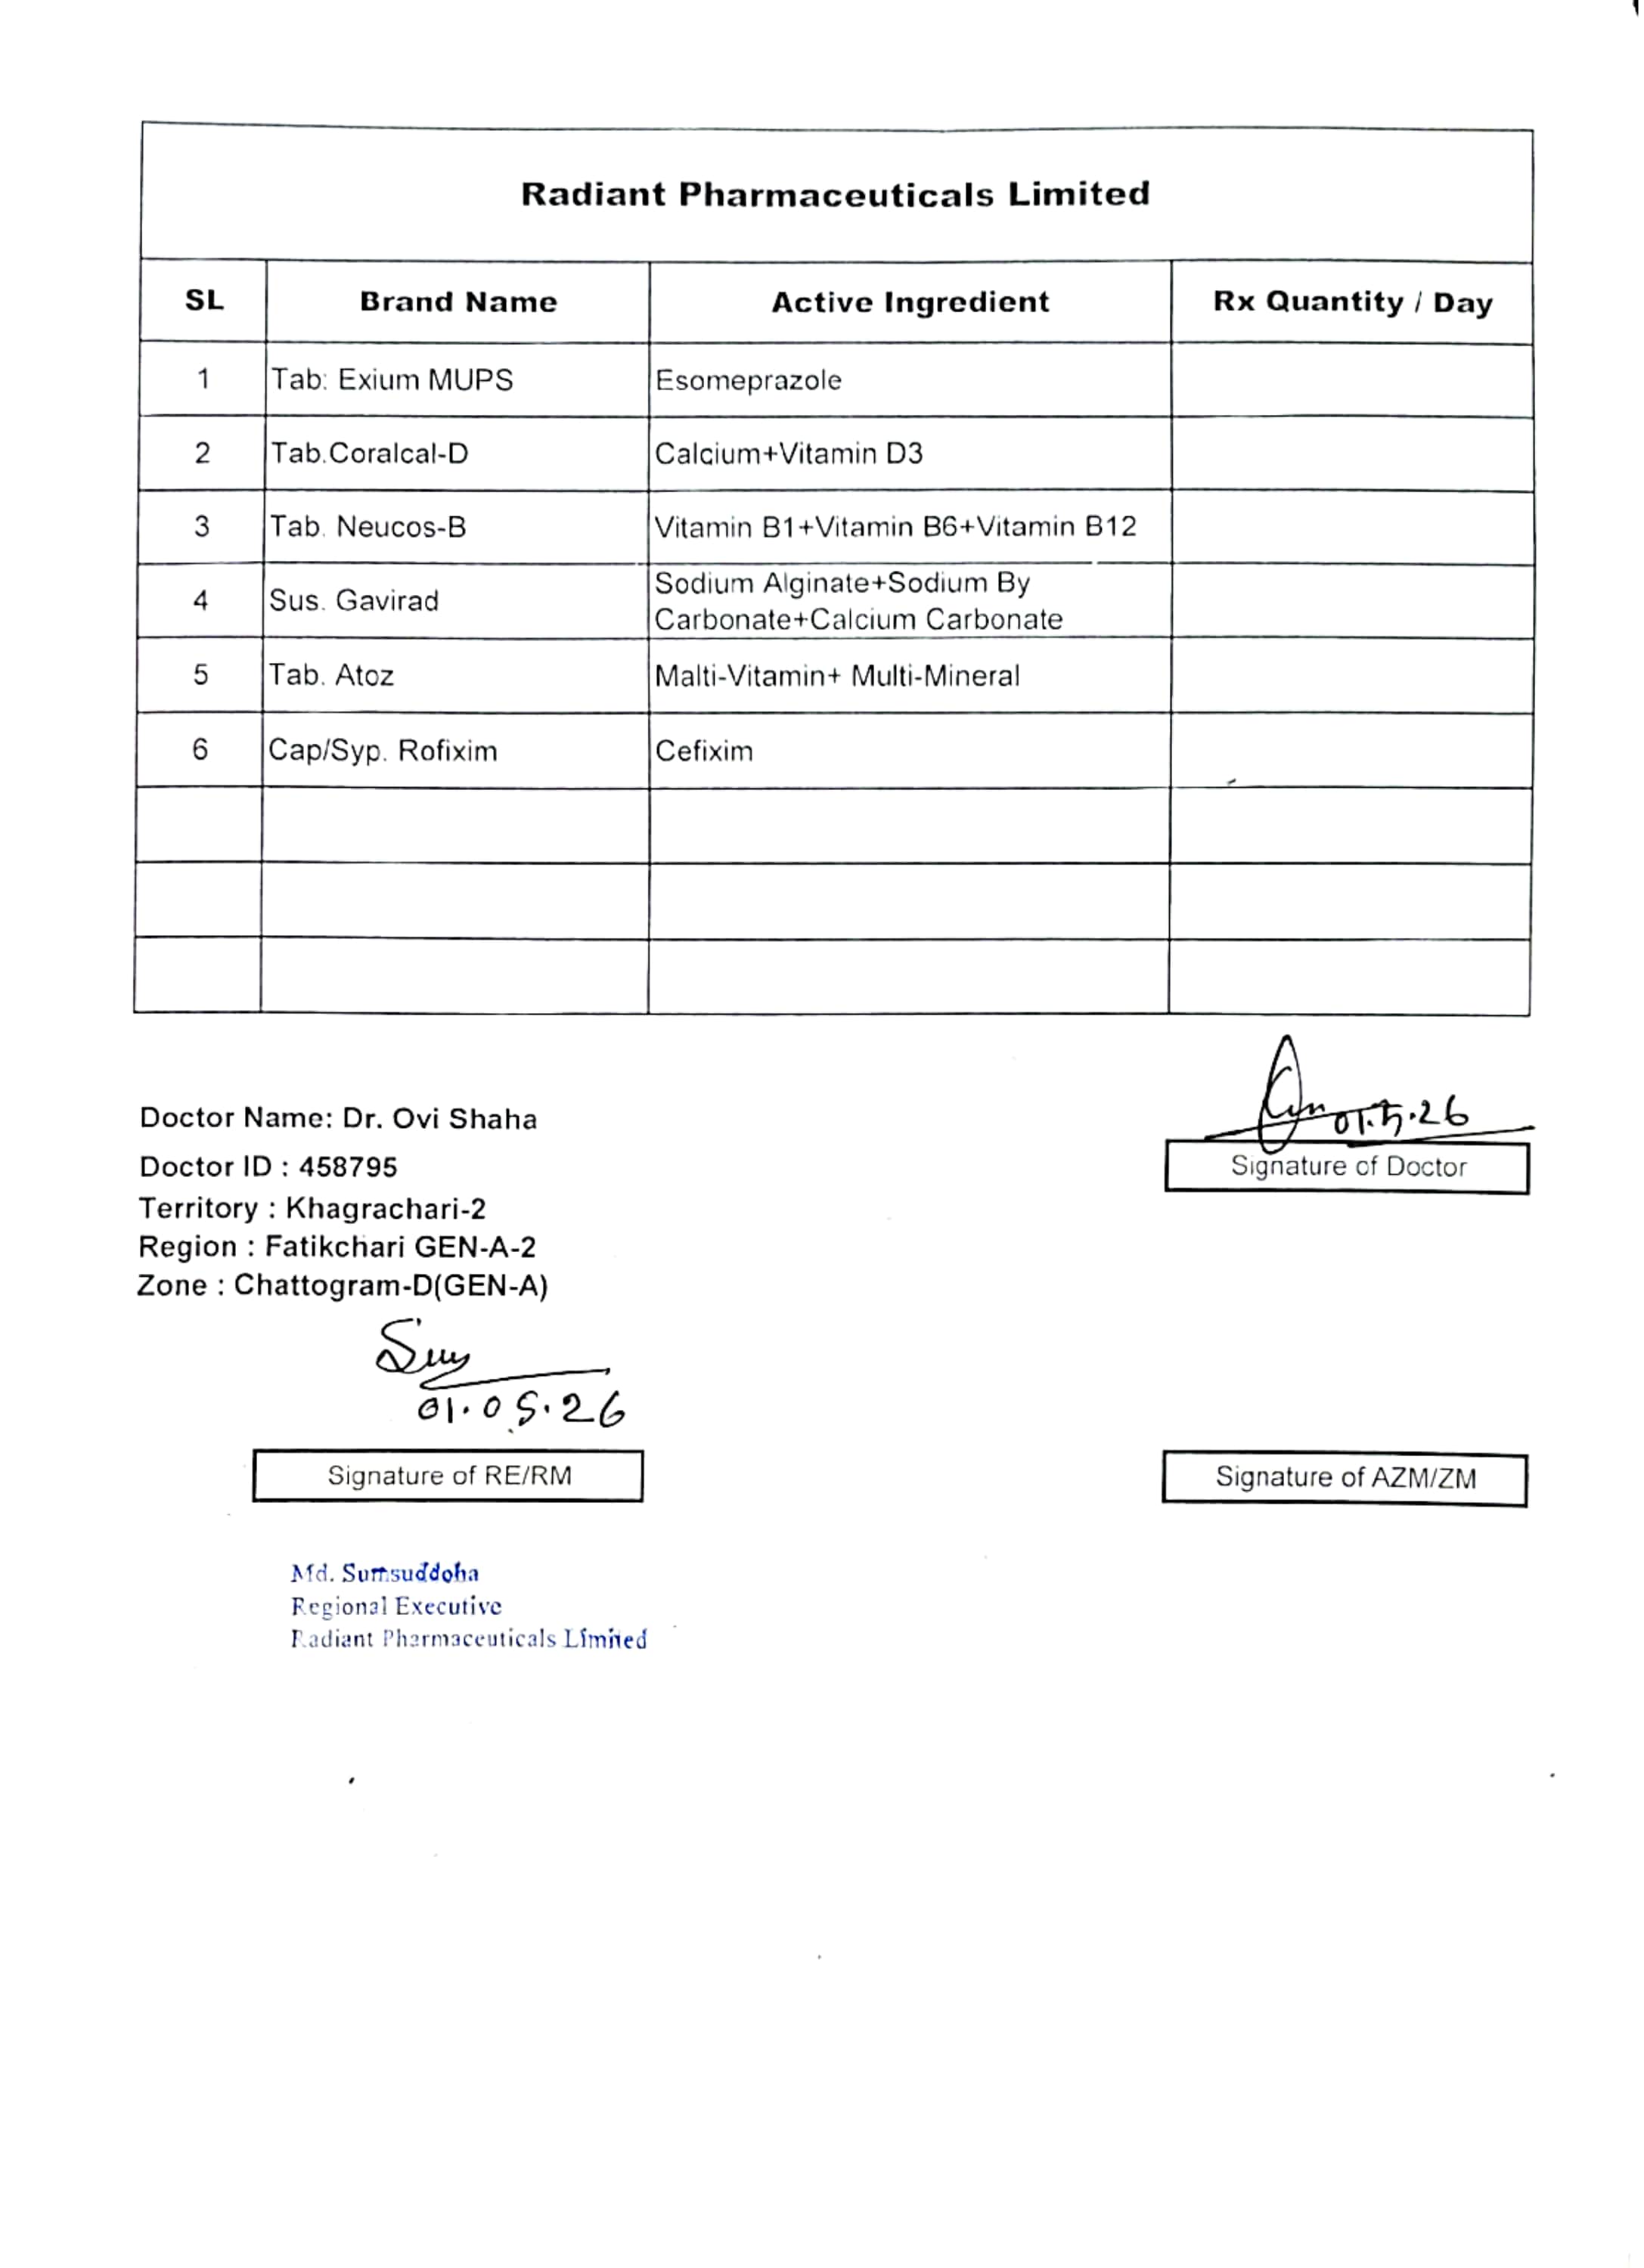 Radiant Pharmaceuticals Limited
SL Brand Name Active Ingredient Rx Quantity / Day
1 Tab: Exium MUPS Esomeprazole
2 Tab.Coralcal-D Calcium+Vitamin D3
3 Tab. Neucos-B Vitamin B1+Vitamin B6+Vitamin B12
4 Sus. Gavirad Sodium Alginate+Sodium By
Carbonate+Calcium Carbonate
5 Tab. Atoz Malti-Vitamin+ Multi-Mineral
6 Cap/Syp. Rofixim Cefixim
01.5.26
Doctor Name: Dr. Ovi Shaha
Signature of Doctor
Doctor ID : 458795
Territory : Khagrachari-2
Region : Fatikchari GEN-A-2
Zone : Chattogram-D(GEN-A)
01.05.26
Signature of RE/RM
Signature of AZM/ZM
Md. Sumsuddoha
Regional Executive
Radiant Pharmaceuticals Limited